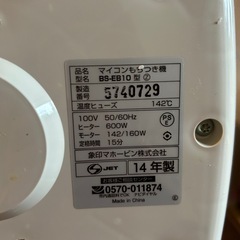 品名 マイコンもちつき機
型名 BS-EB10 型 Ⓩ
製造番号 5740729
温度ヒューズ 142℃
100V 50/60Hz
ヒーター 600W
モーター 142/160W
定格時間 15分
PSE
象印マホービン株式会社
JET 14年製
0570-011874
Made in China